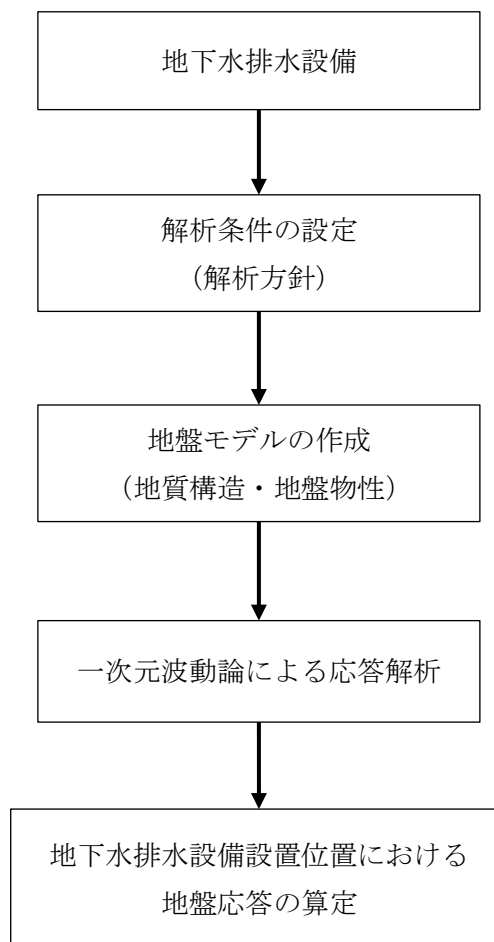 地下水排水設備
解析条件の設定
（解析方針）
地盤モデルの作成
（地質構造・地盤物性）
一次元波動論による応答解析
地下水排水設備設置位置における
地盤応答の算定